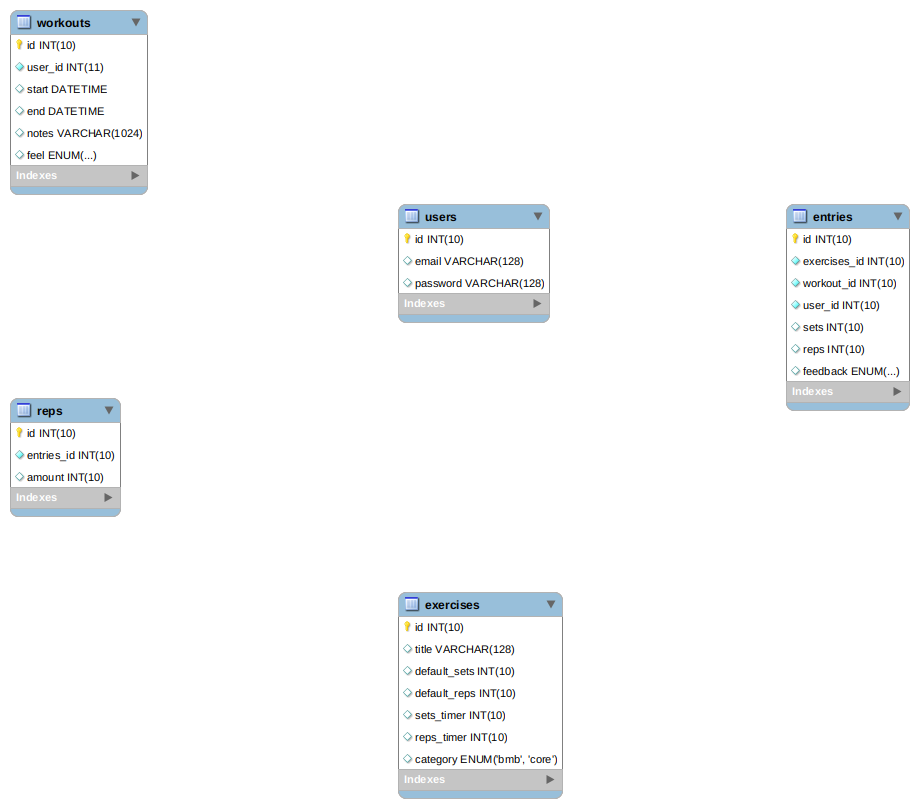 workouts
id INT(10)
user_id INT(11)
start DATETIME
end DATETIME
notes VARCHAR(1024)
feel ENUM(...)
Indexes
users
id INT(10)
email VARCHAR(128)
password VARCHAR(128)
Indexes
entries
id INT(10)
exercises_id INT(10)
workout_id INT(10)
user_id INT(10)
sets INT(10)
reps INT(10)
feedback ENUM(...)
Indexes
reps
id INT(10)
entries_id INT(10)
amount INT(10)
Indexes
exercises
id INT(10)
title VARCHAR(128)
default_sets INT(10)
default_reps INT(10)
sets_timer INT(10)
reps_timer INT(10)
category ENUM('bmb', 'core')
Indexes